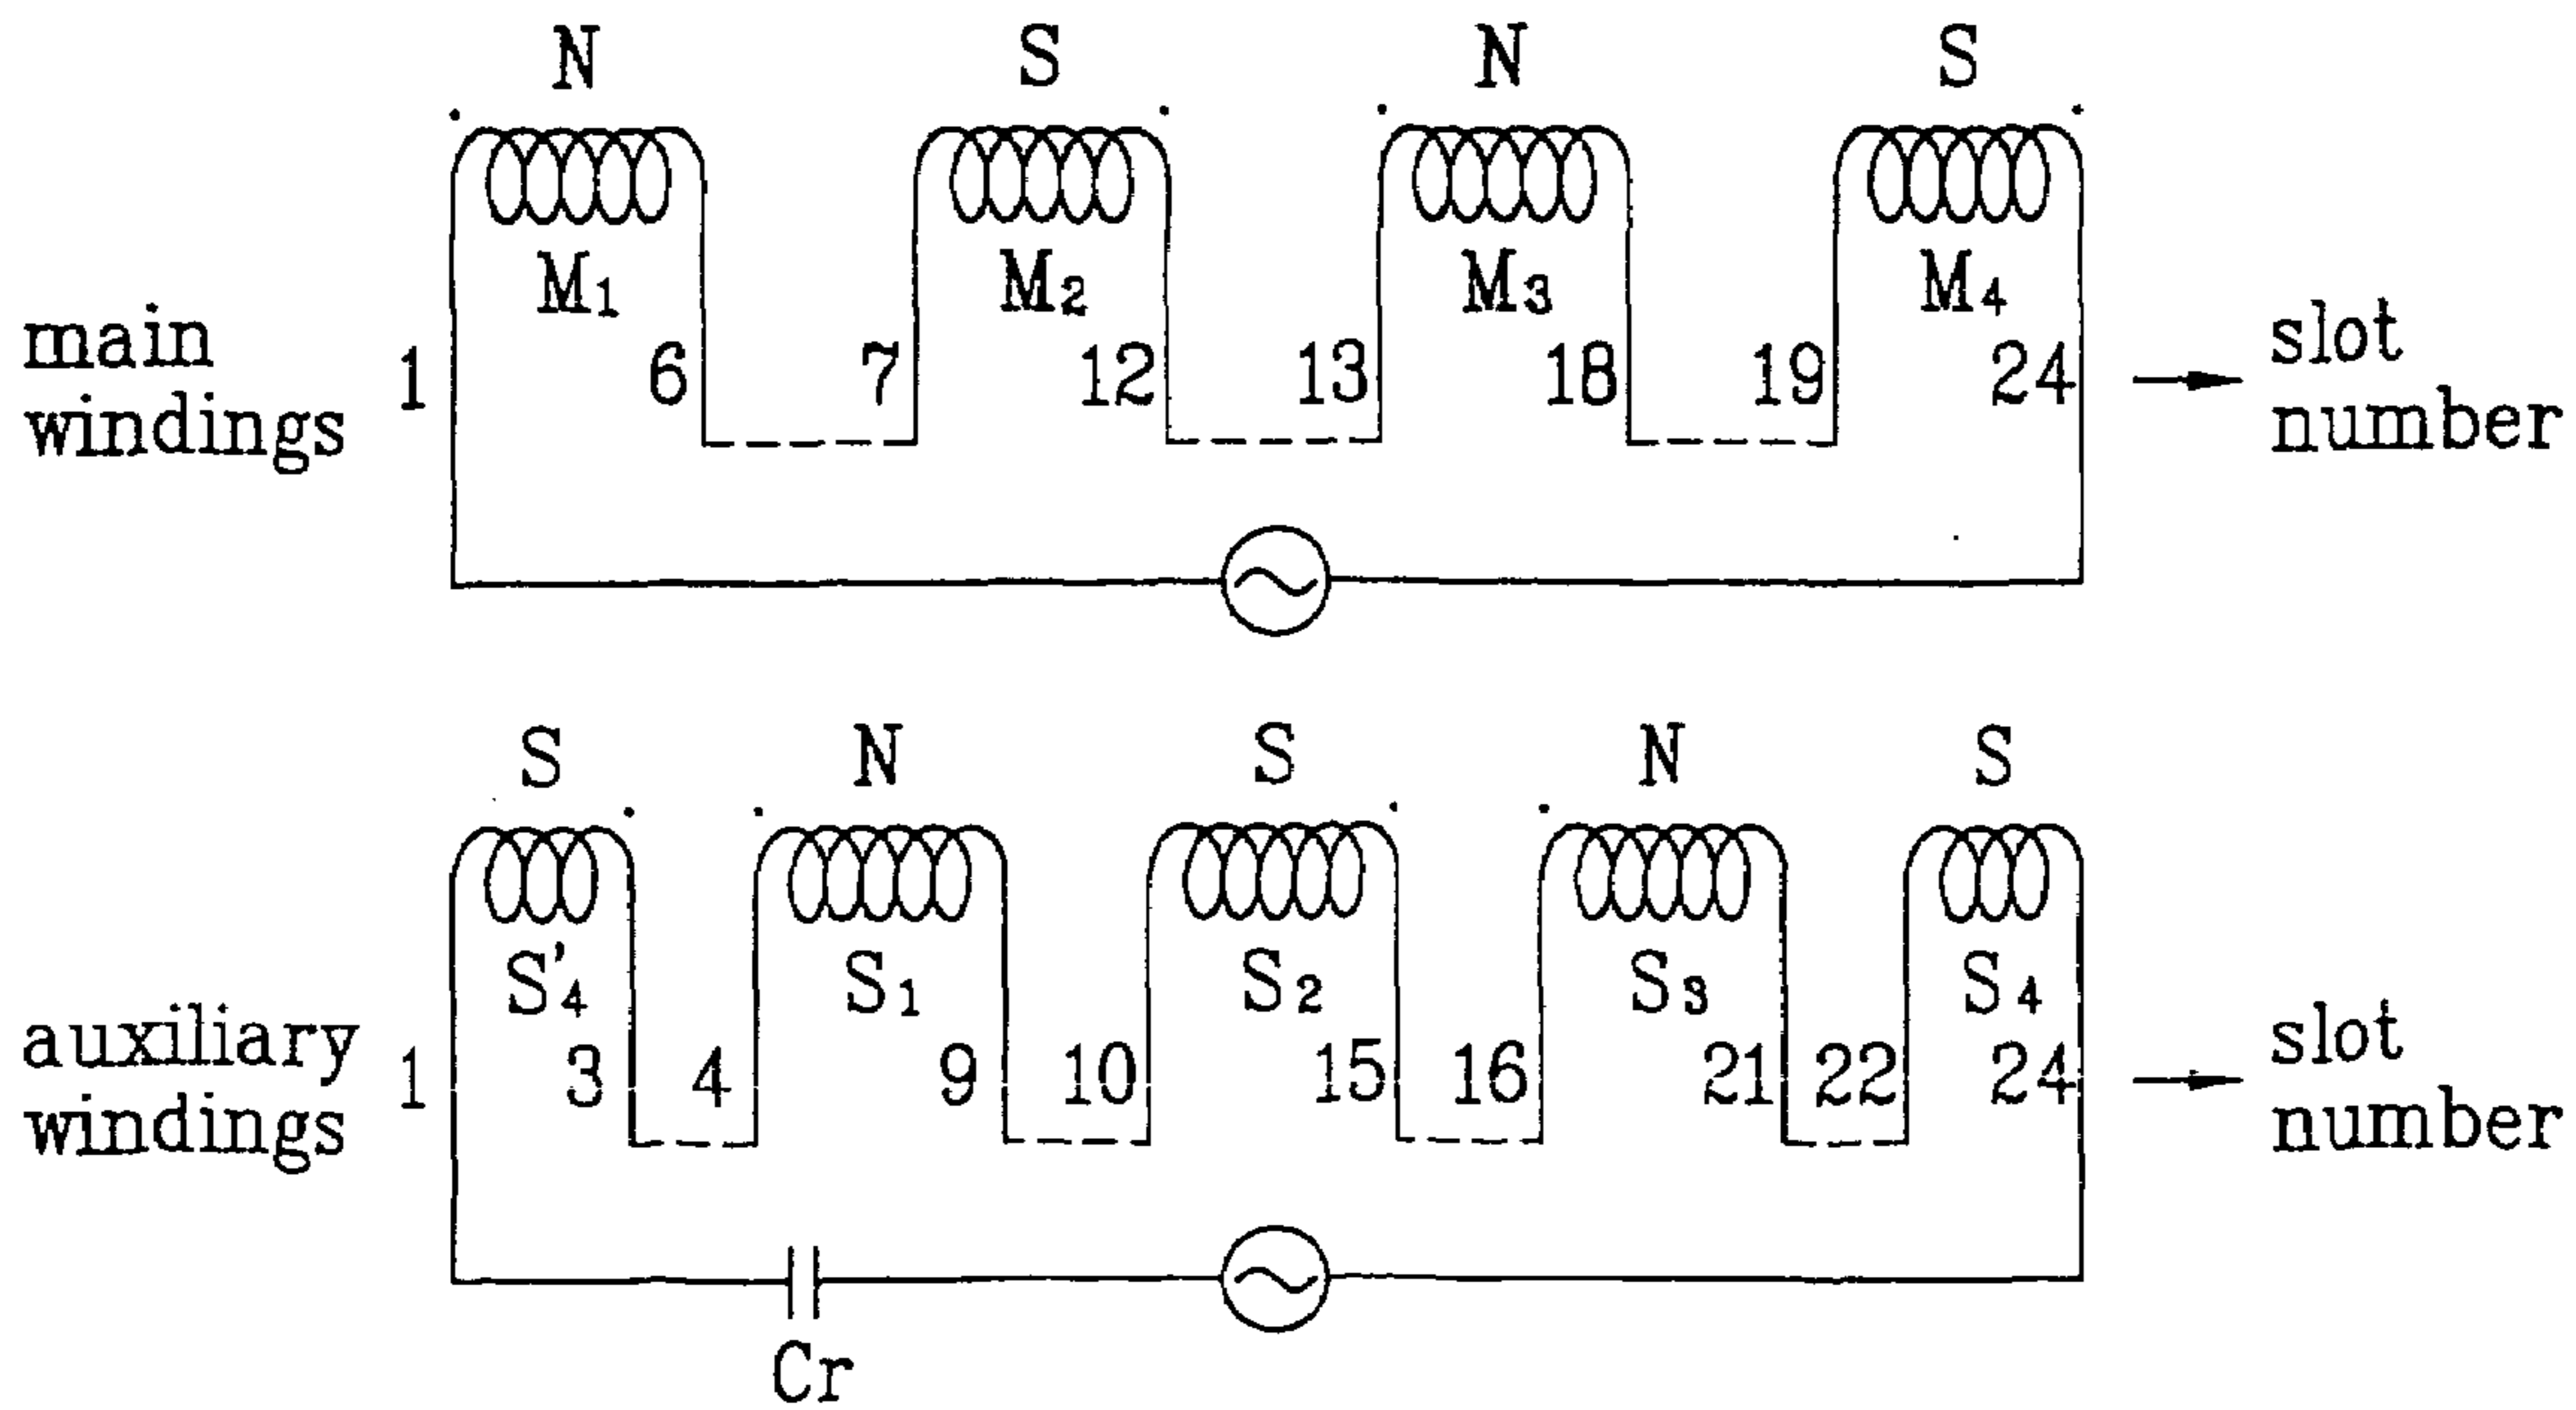 N S N S
M1 M2 M3 M4
main windings
1 6 7 12 13 18 19 24
slot number
S N S N S
S'4 S1 S2 S3 S4
auxiliary windings
1 3 4 9 10 15 16 21 22 24
slot number
Cr